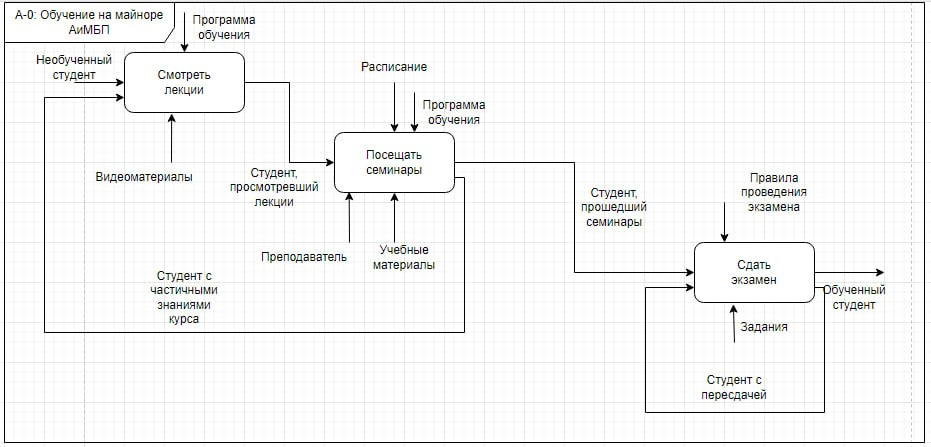 А-0: Обучение на майноре
АиМБП
Программа
обучения
Необученный
студент
Смотреть
лекции
Видеоматериалы
Расписание
Программа
обучения
Студент,
просмотревший
лекции
Посещать
семинары
Преподаватель
Учебные
материалы
Студент,
прошедший
семинары
Правила
проведения
экзамена
Сдать
экзамен
Обученный
студент
Задания
Студент с
частичными
знаниями
курса
Студент с
пересдачей